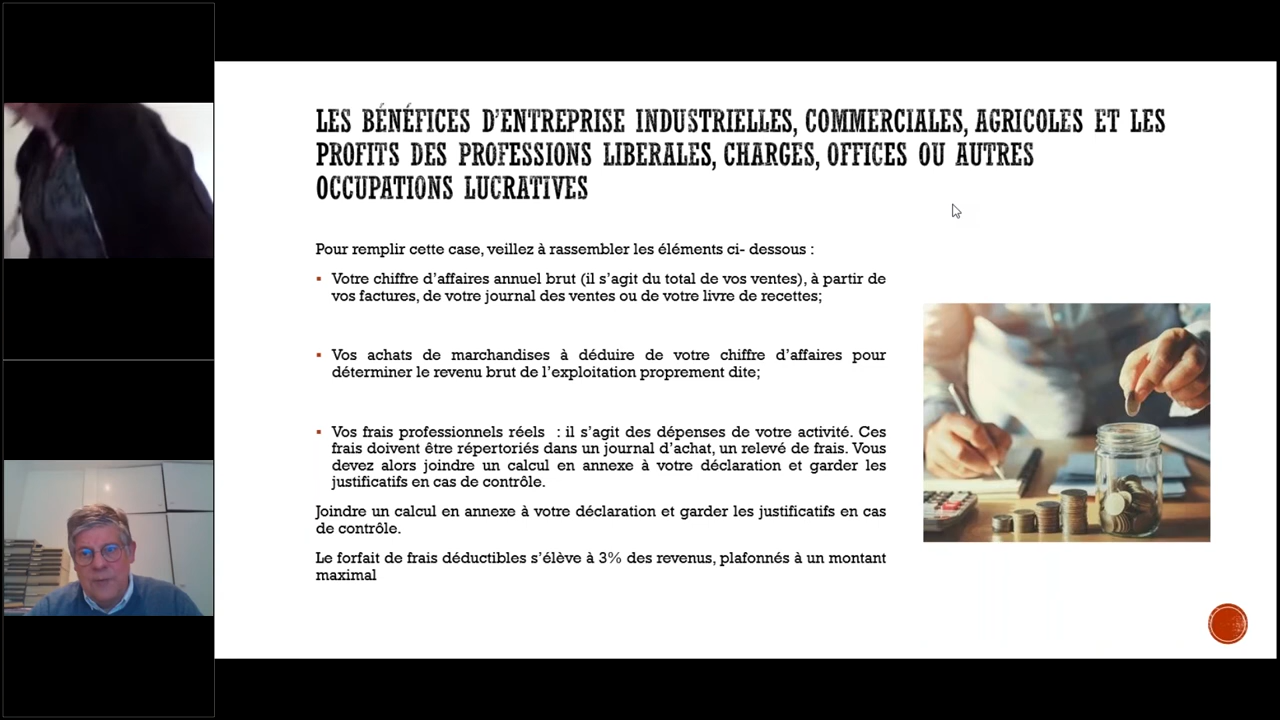 LES BÉNÉFICES D'ENTREPRISE INDUSTRIELLES, COMMERCIALES, AGRICOLES ET LES
PROFITS DES PROFESSIONS LIBERALES, CHARGES, OFFICES OU AUTRES
OCCUPATIONS LUCRATIVES
Pour remplir cette case, veillez à rassembler les éléments ci- dessous :
▪ Votre chiffre d'affaires annuel brut (il s'agit du total de vos ventes), à partir de
vos factures, de votre journal des ventes ou de votre livre de recettes;
▪ Vos achats de marchandises à déduire de votre chiffre d'affaires pour
déterminer le revenu brut de l'exploitation proprement dite;
▪ Vos frais professionnels réels : il s'agit des dépenses de votre activité. Ces
frais doivent être répertoriés dans un journal d'achat, un relevé de frais. Vous
devez alors joindre un calcul en annexe à votre déclaration et garder les
justificatifs en cas de contrôle.
Joindre un calcul en annexe à votre déclaration et garder les justificatifs en cas
de contrôle.
Le forfait de frais déductibles s'élève à 3% des revenus, plafonnés à un montant
maximal